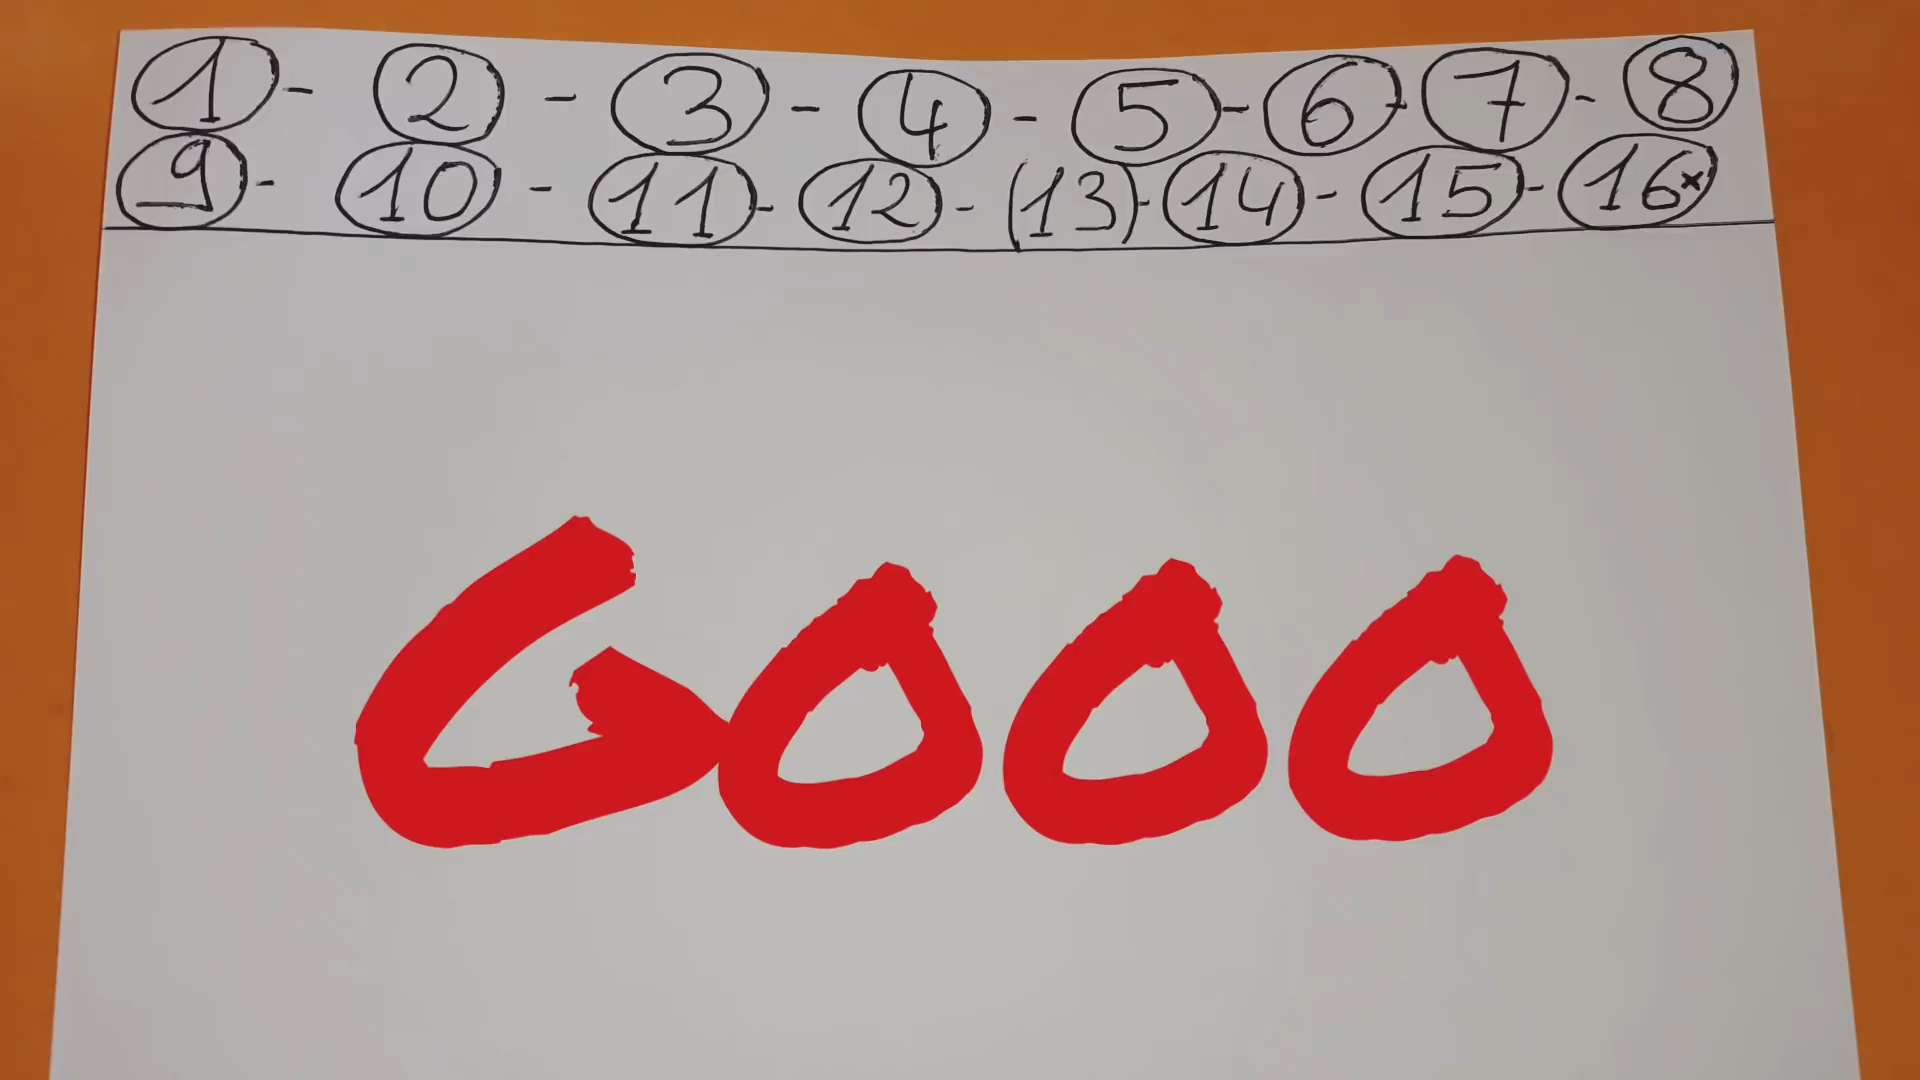 1 - 2 - 3 - 4 - 5 - 6 - 7 - 8
9 - 10 - 11 - 12 - (13) - 14 - 15 - 16×
6000